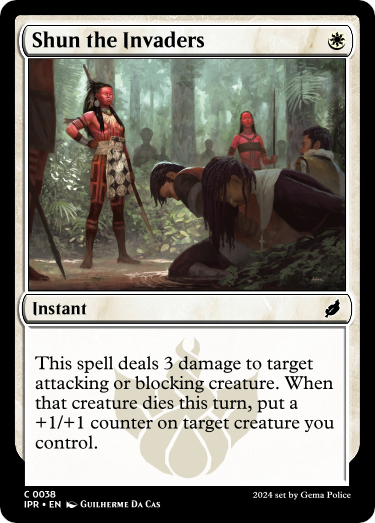 Shun the Invaders
Instant
This spell deals 3 damage to target
attacking or blocking creature. When
that creature dies this turn, put a
+1/+1 counter on target creature you
control.
C 0038
IPR • EN Guilherme Da Cas
2024 set by Gema Police